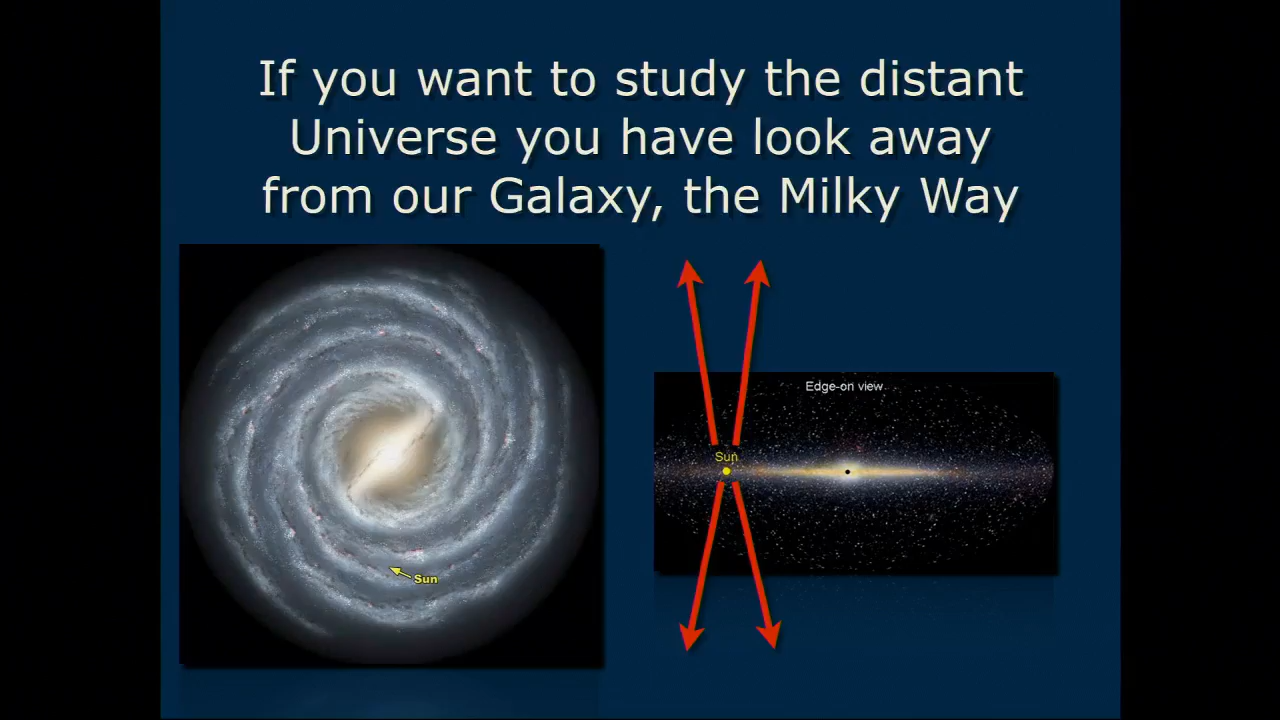 If you want to study the distant
Universe you have look away
from our Galaxy, the Milky Way
Edge-on view
Sun
Sun